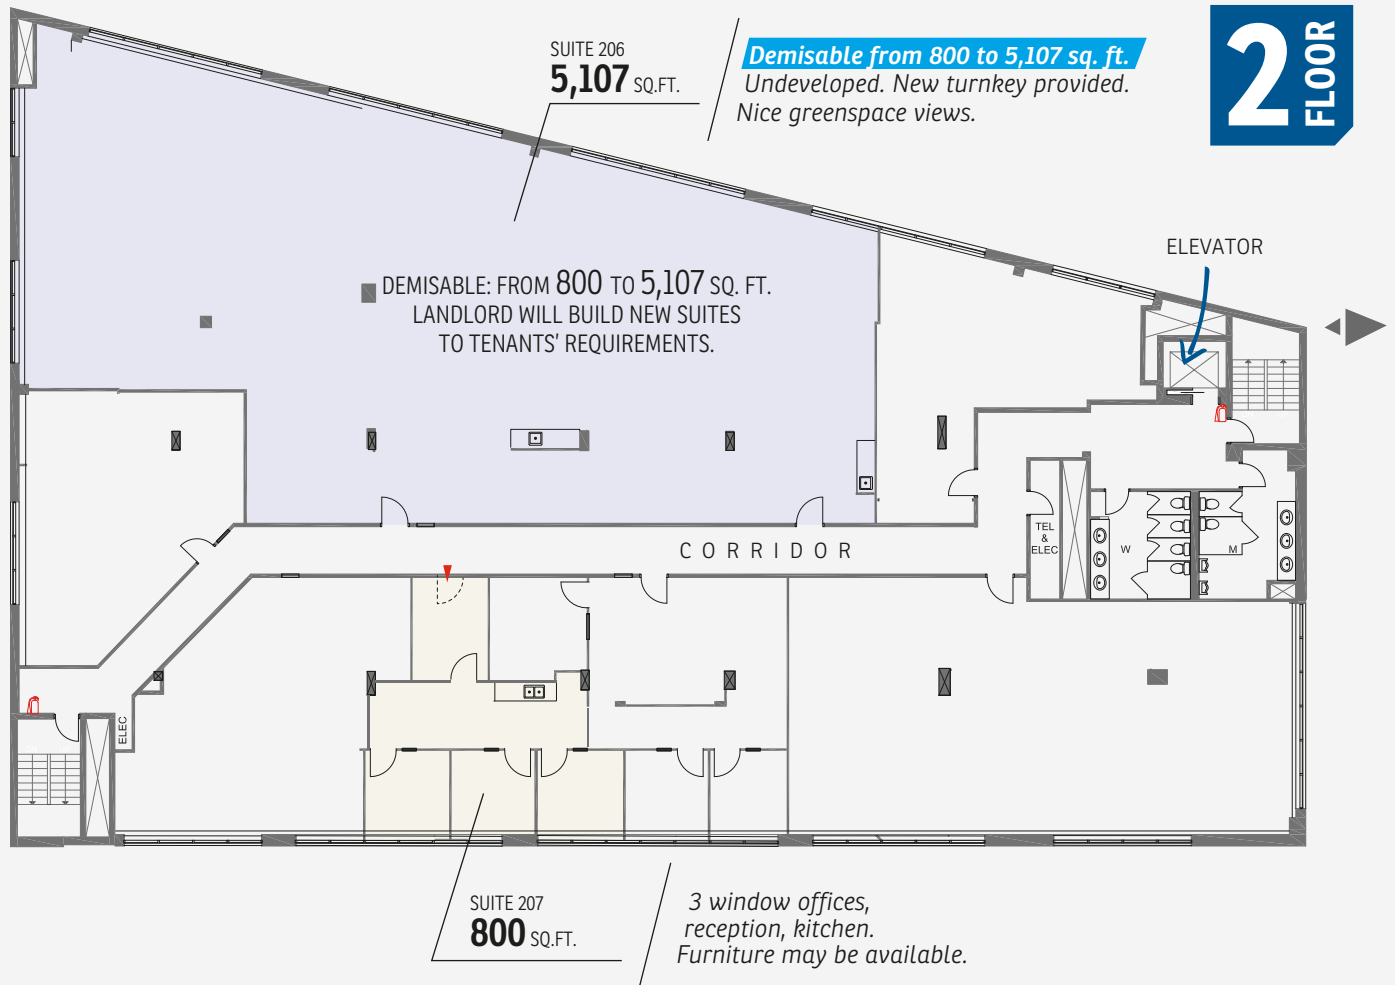 SUITE 206
5,107 SQ.FT.
Demisable from 800 to 5,107 sq. ft.
Undeveloped. New turnkey provided.
Nice greenspace views.
2 FLOOR
ELEVATOR
DEMISABLE: FROM 800 TO 5,107 SQ. FT.
LANDLORD WILL BUILD NEW SUITES
TO TENANTS' REQUIREMENTS.
CORRIDOR
TEL
&
ELEC
W
M
ELEC
SUITE 207
800 SQ.FT.
3 window offices,
reception, kitchen.
Furniture may be available.